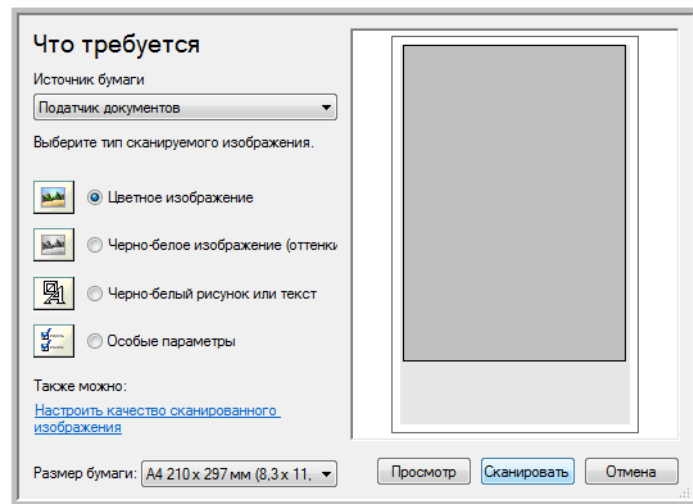 Что требуется
Источник бумаги
Податчик документов
Выберите тип сканируемого изображения.
Цветное изображение
Черно-белое изображение (оттенки
Черно-белый рисунок или текст
Особые параметры
Также можно:
Настроить качество сканированного
изображения
Размер бумаги: A4 210 x 297 мм (8,3 x 11,
Просмотр Сканировать Отмена